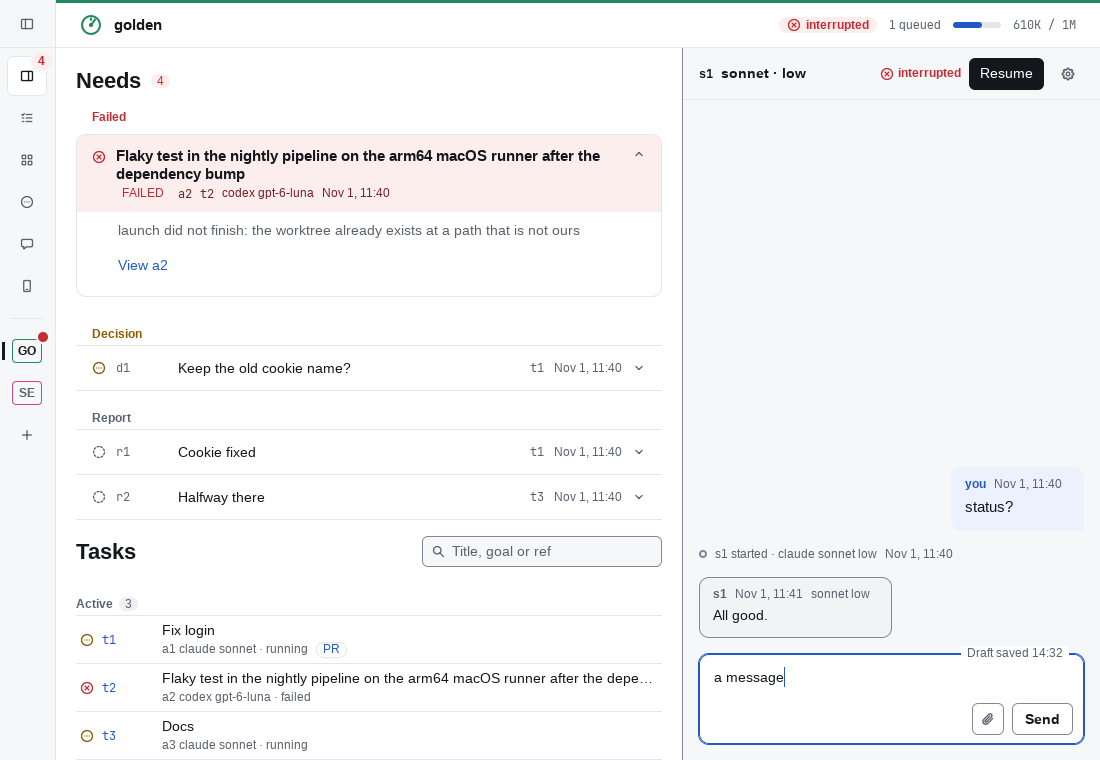 golden
interrupted
1 queued
610K / 1M
4
GO
SE
Needs 4
Failed
Flaky test in the nightly pipeline on the arm64 macOS runner after the
dependency bump
FAILED a2 t2 codex gpt-6-luna Nov 1, 11:40
launch did not finish: the worktree already exists at a path that is not ours
View a2
Decision
d1 Keep the old cookie name? t1 Nov 1, 11:40
Report
r1 Cookie fixed t1 Nov 1, 11:40
r2 Halfway there t3 Nov 1, 11:40
Tasks
Title, goal or ref
Active 3
t1 Fix login
a1 claude sonnet · running PR
t2 Flaky test in the nightly pipeline on the arm64 macOS runner after the depe…
a2 codex gpt-6-luna · failed
t3 Docs
a3 claude sonnet · running
s1 sonnet · low
interrupted
Resume
you Nov 1, 11:40
status?
s1 started · claude sonnet low Nov 1, 11:40
s1 Nov 1, 11:41 sonnet low
All good.
Draft saved 14:32
a message
Send